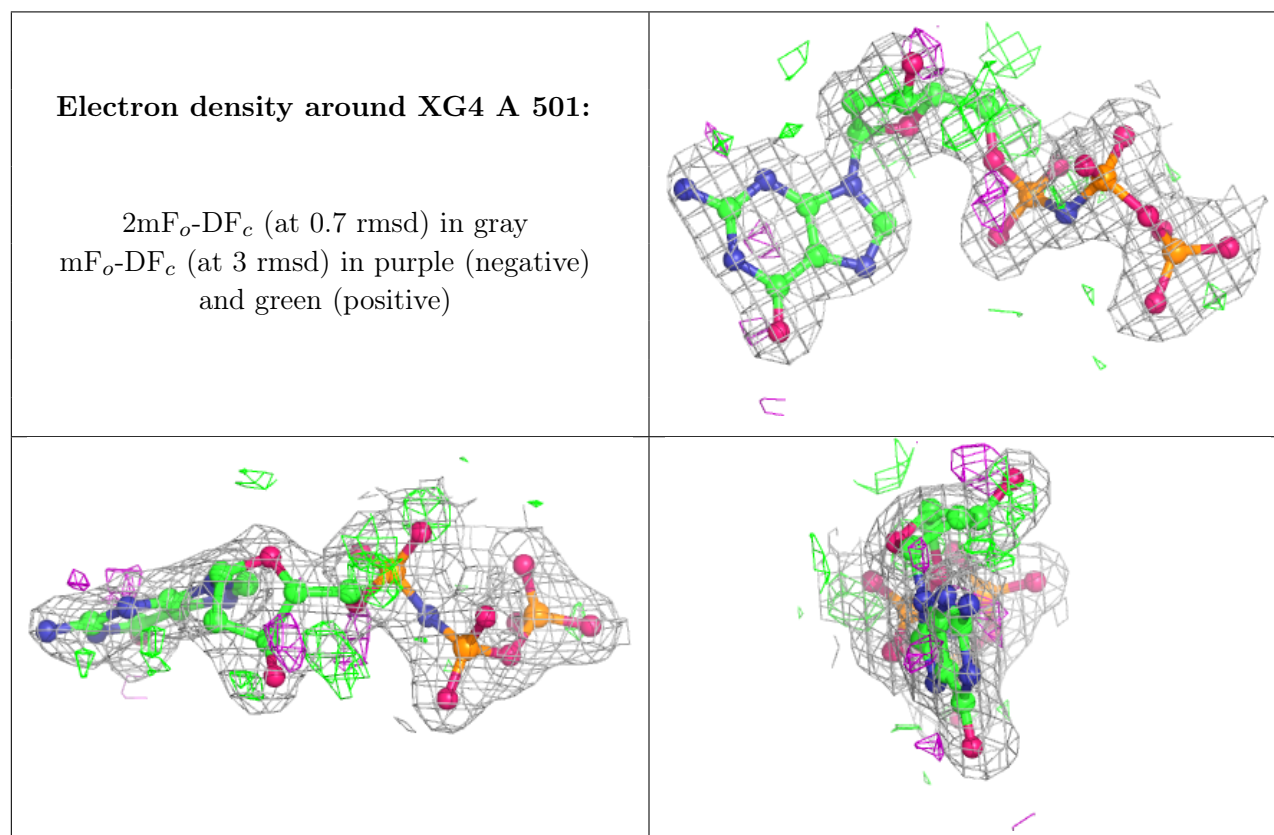 Electron density around XG4 A 501:
2mFo-DFc (at 0.7 rmsd) in gray
mFo-DFc (at 3 rmsd) in purple (negative)
and green (positive)